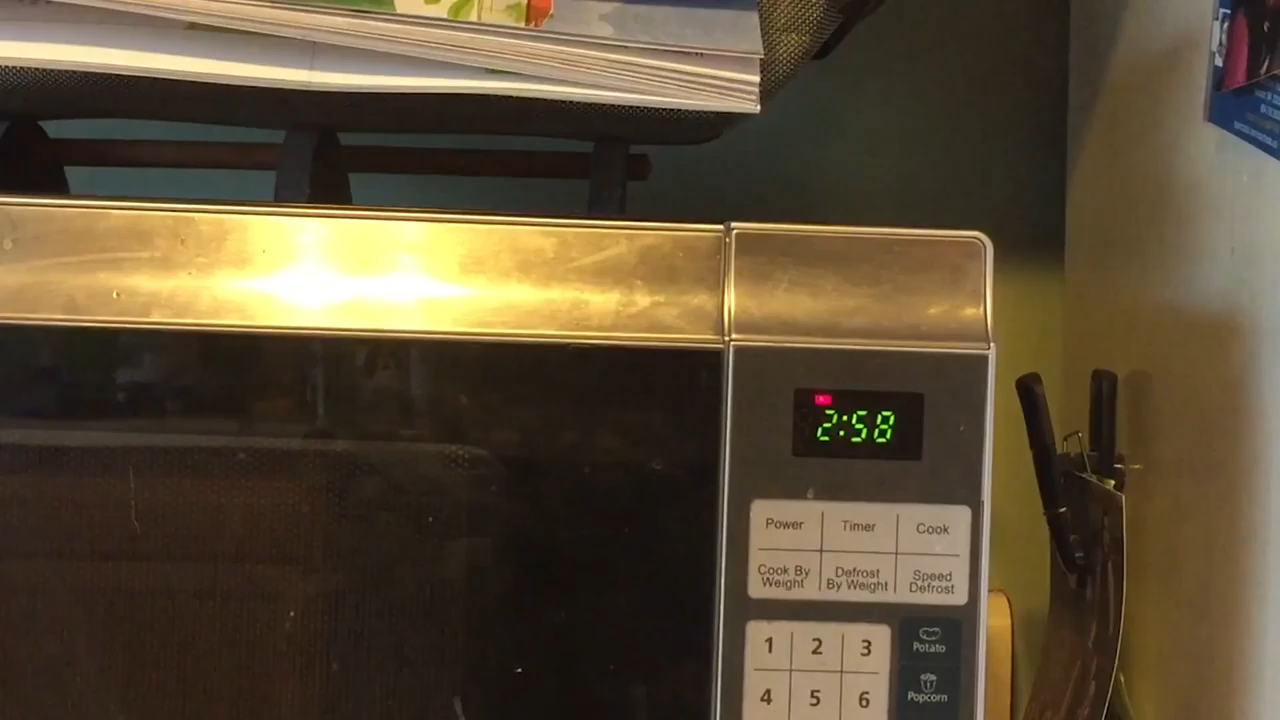 2:58
Power Timer Cook
Cook By Weight
Defrost By Weight
Speed Defrost
1 2 3
Potato
4 5 6
Popcorn